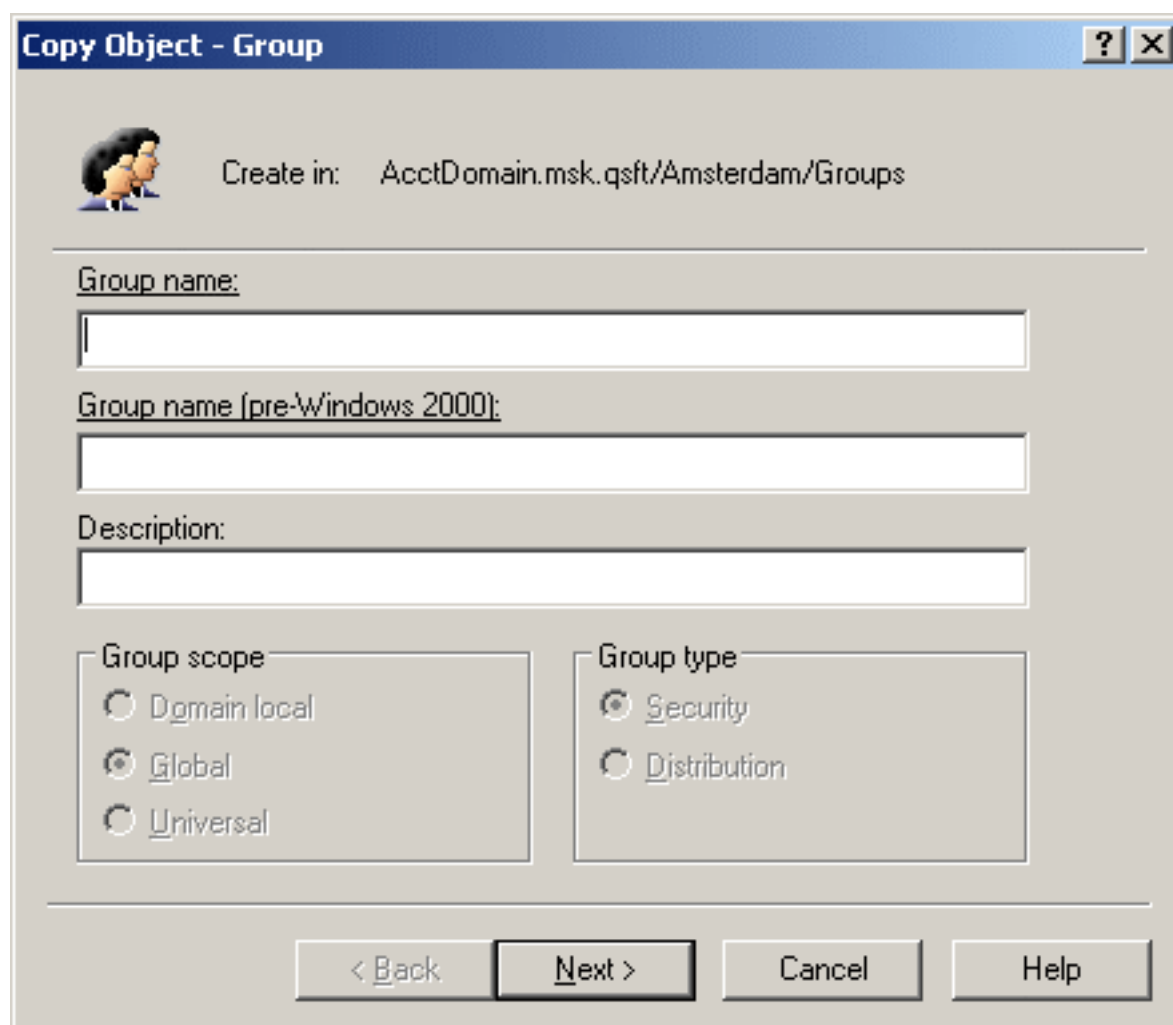 Copy Object - Group
Create in: AcctDomain.msk.qsft/Amsterdam/Groups
Group name:
Group name (pre-Windows 2000):
Description:
Group scope
Domain local
Global
Universal
Group type
Security
Distribution
< Back Next > Cancel Help